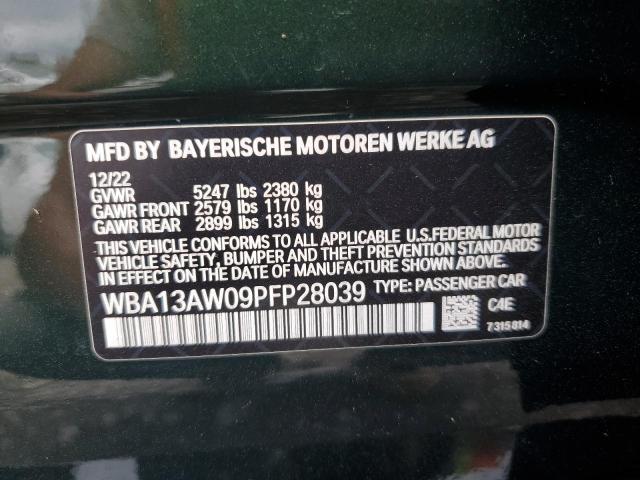 MFD BY BAYERISCHE MOTOREN WERKE AG
12/22
GVWR 5247 lbs 2380 kg
GAWR FRONT 2579 lbs 1170 kg
GAWR REAR 2899 lbs 1315 kg
THIS VEHICLE CONFORMS TO ALL APPLICABLE U.S.FEDERAL MOTOR
VEHICLE SAFETY, BUMPER AND THEFT PREVENTION STANDARDS
IN EFFECT ON THE DATE OF MANUFACTURE SHOWN ABOVE.
WBA13AW09PFP28039 TYPE: PASSENGER CAR
C4E
7315814